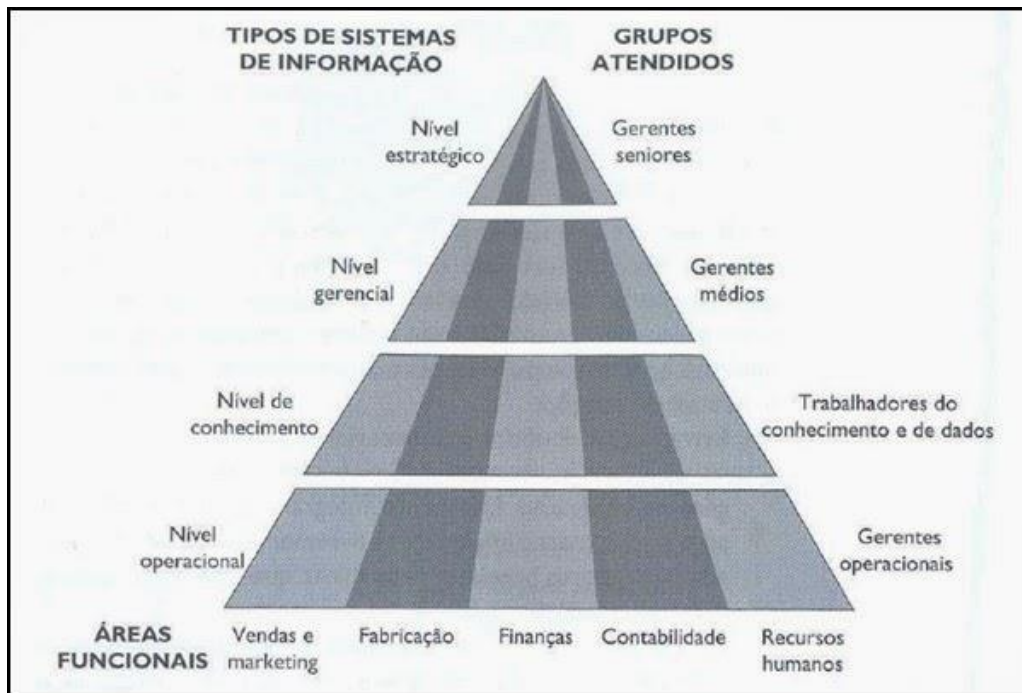 TIPOS DE SISTEMAS
DE INFORMAÇÃO
GRUPOS
ATENDIDOS
Nível
estratégico
Gerentes
seniores
Nível
gerencial
Gerentes
médios
Nível de
conhecimento
Trabalhadores do
conhecimento e de dados
Nível
operacional
Gerentes
operacionais
ÁREAS
FUNCIONAIS
Vendas e
marketing
Fabricação
Finanças
Contabilidade
Recursos
humanos